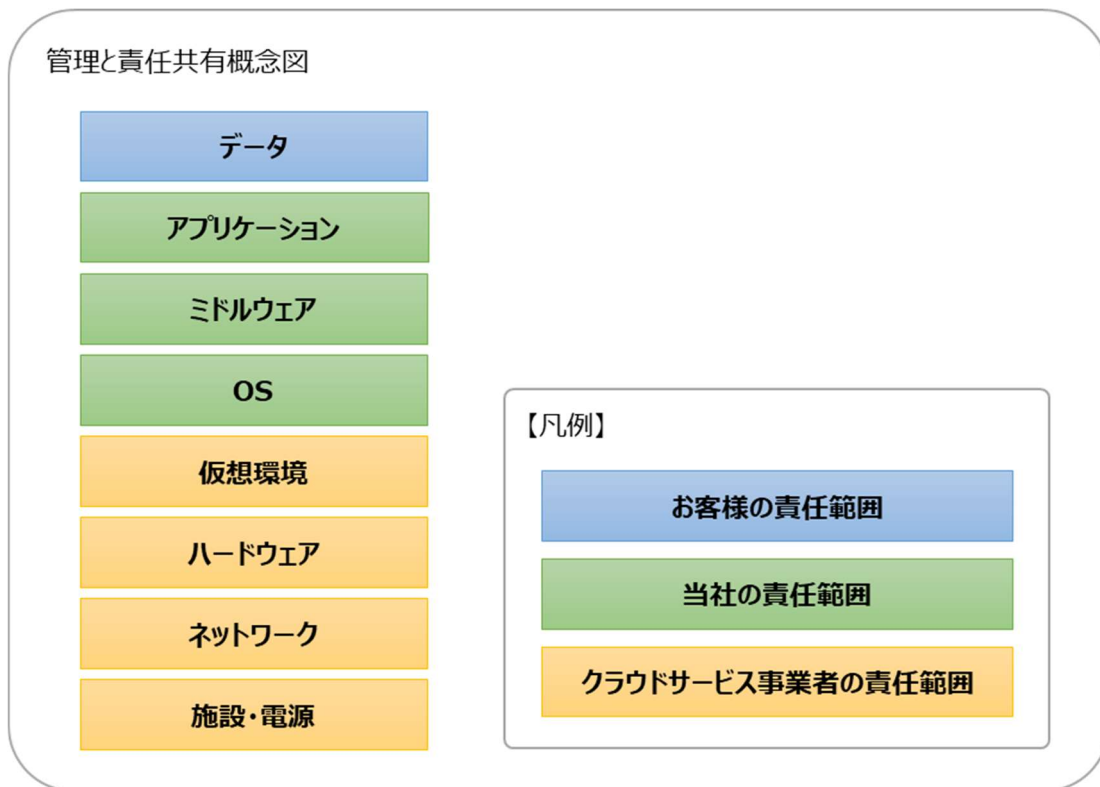 管理と責任共有概念図
データ
アプリケーション
ミドルウェア
OS
仮想環境
ハードウェア
ネットワーク
施設・電源
【凡例】
お客様の責任範囲
当社の責任範囲
クラウドサービス事業者の責任範囲